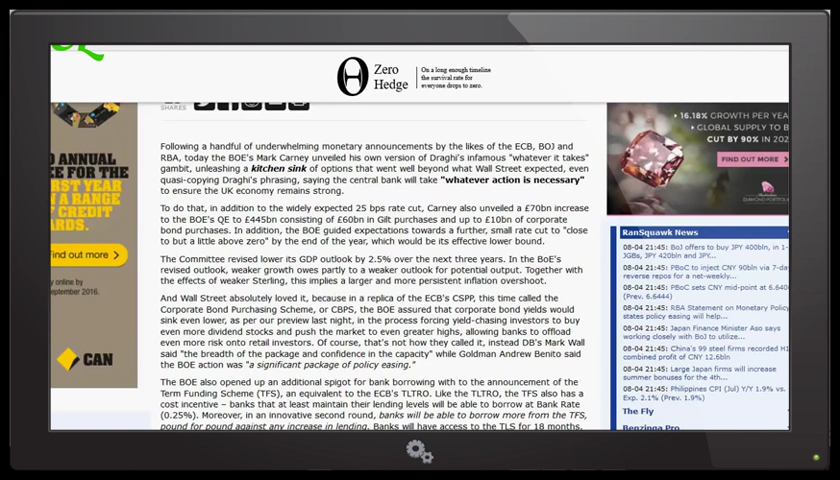 Zero
Hedge
On a long enough timeline
the survival rate for
everyone drops to zero.
SHARES
Following a handful of underwhelming monetary announcements by the likes of the ECB, BOJ and
RBA, today the BOE's Mark Carney unveiled his own version of Draghi's infamous "whatever it takes"
gambit, unleashing a kitchen sink of options that went well beyond what Wall Street expected, even
quasi-copying Draghi's phrasing, saying the central bank will take "whatever action is necessary"
to ensure the UK economy remains strong.
To do that, in addition to the widely expected 25 bps rate cut, Carney also unveiled a £70bn increase
to the BOE's QE to £445bn consisting of £60bn in Gilt purchases and up to £10bn of corporate
bond purchases. In addition, the BOE guided expectations towards a further, small rate cut to "close
to but a little above zero" by the end of the year, which would be its effective lower bound.
The Committee revised lower its GDP outlook by 2.5% over the next three years. In the BoE's
revised outlook, weaker growth owes partly to a weaker outlook for potential output. Together with
the effects of weaker Sterling, this implies a larger and more persistent inflation overshoot.
And Wall Street absolutely loved it, because in a replica of the ECB's CSPP, this time called the
Corporate Bond Purchasing Scheme, or CBPS, the BOE assured that corporate bond yields would
sink even lower, as per our preview last night, in the process forcing yield-chasing investors to buy
even more dividend stocks and push the market to even greater highs, allowing banks to offload
even more risk onto retail investors. Of course, that's not how they called it, instead DB's Mark Wall
said "the breadth of the package and confidence in the capacity" while Goldman Andrew Benito said
the BOE action was "a significant package of policy easing."
The BOE also opened up an additional spigot for bank borrowing with to the announcement of the
Term Funding Scheme (TFS), an equivalent to the ECB's TLTRO. Like the TLTRO, the TFS also has a
cost incentive – banks that at least maintain their lending levels will be able to borrow at Bank Rate
(0.25%). Moreover, in an innovative second round, banks will be able to borrow more from the TFS,
pound for pound against any increase in lending. Banks will have access to the TLS for 18 months.
D ANNUAL
EE FOR THE
RST YEAR
N A RANGE
F CREDIT
ARDS.
Find out more
ly online by
eptember 2016.
CAN
16.18% GROWTH PER YEA
GLOBAL SUPPLY TO B
CUT BY 90% IN 202
FIND OUT MORE
RanSquawk News
08-04 21:45: BoJ offers to buy JPY 400bln, in 1-
JGBs, JPY 420bln and JPY...
08-04 21:45: PBoC to inject CNY 90bln via 7-da
reverse repos for a net-weekly...
08-04 21:45: PBoC sets CNY mid-point at 6.640
(Prev. 6.6444)
08-04 21:45: RBA Statement on Monetary Policy
states policy easing will help...
08-04 21:45: Japan Finance Minister Aso says
working closely with BoJ to utilize...
08-04 21:45: China's 99 steel firms recorded H1
combined profit of CNY 12.6bln
08-04 21:45: Large Japan firms will increase
summer bonuses for the 4th...
08-04 21:45: Philippines CPI (Jul) Y/Y 1.9% vs.
Exp. 2.1% (Prev. 1.9%)
The Fly
Benzinga Pro